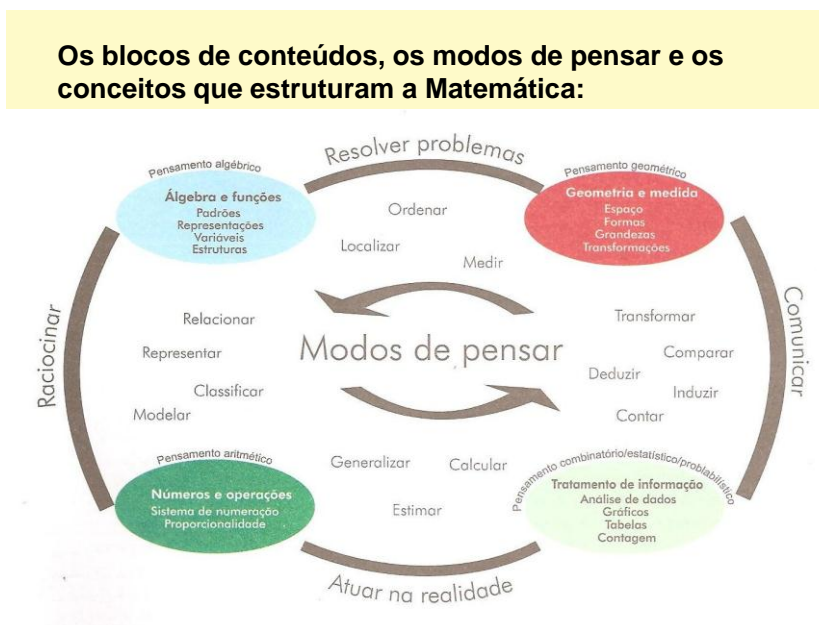 Os blocos de conteúdos, os modos de pensar e os
conceitos que estruturam a Matemática:
Resolver problemas
Pensamento algébrico
Álgebra e funções
Padrões
Representações
Variáveis
Estruturas
Pensamento geométrico
Geometria e medida
Espaço
Formas
Grandezas
Transformações
Ordenar
Localizar
Medir
Raciocinar
Comunicar
Relacionar
Representar
Classificar
Modelar
Modos de pensar
Transformar
Comparar
Deduzir
Induzir
Contar
Pensamento aritmético
Números e operações
Sistema de numeração
Proporcionalidade
Generalizar
Calcular
Estimar
Pensamento combinatório/estatístico/problabilístico
Tratamento de informação
Análise de dados
Gráficos
Tabelas
Contagem
Atuar na realidade